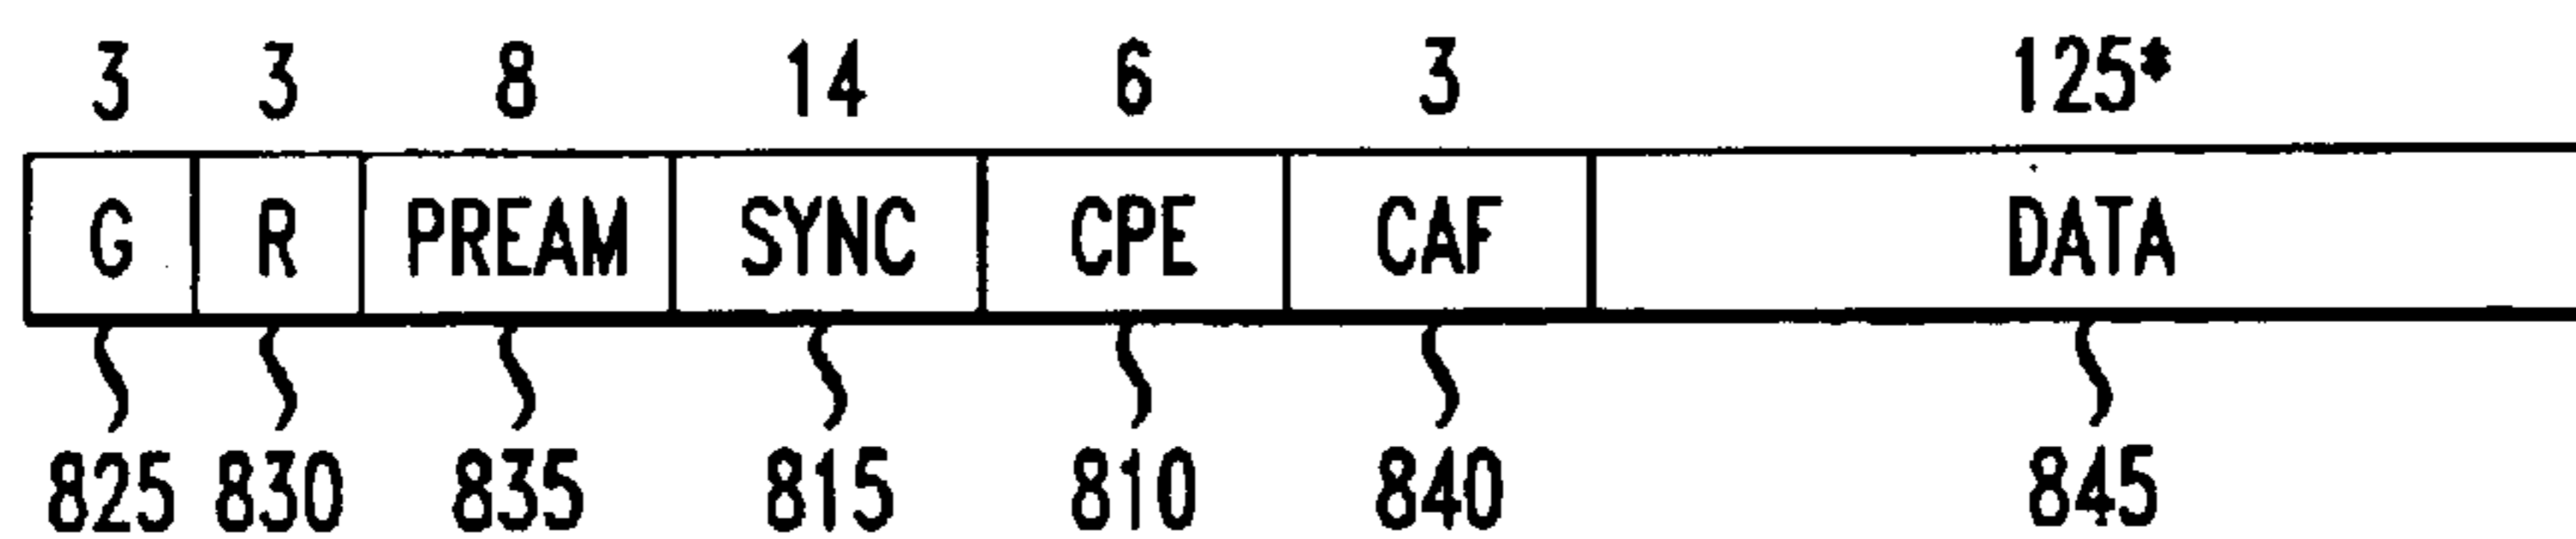 3 3 8 14 6 3 125*
G R PREAM SYNC CPE CAF DATA
825 830 835 815 810 840 845